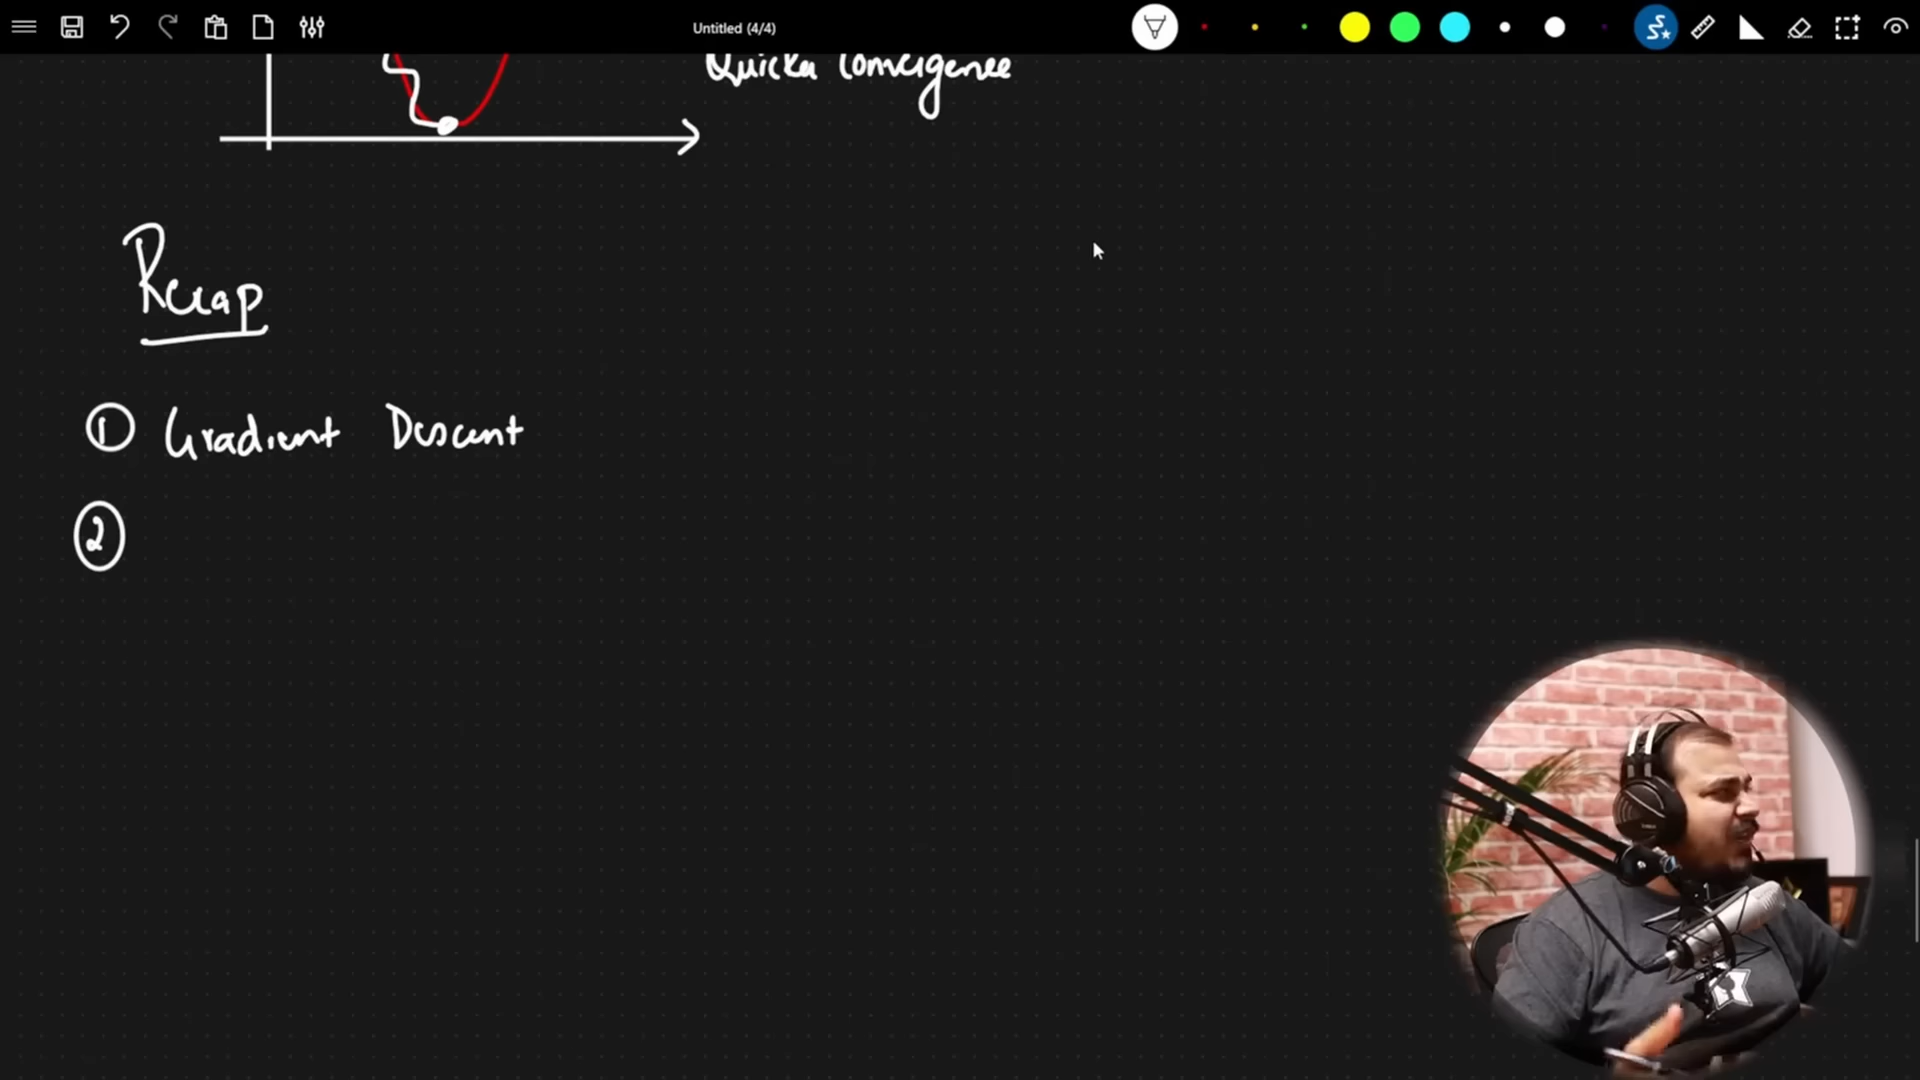 Untitled (4/4)
Quicker Convergence
Recap
① Gradient Descent
②